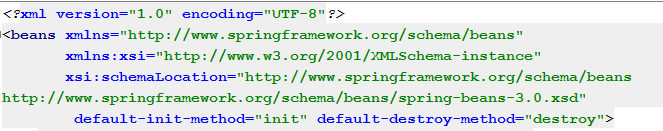 <?xml version="1.0" encoding="UTF-8"?>
<beans xmlns="http://www.springframework.org/schema/beans"
xmlns:xsi="http://www.w3.org/2001/XMLSchema-instance"
xsi:schemaLocation="http://www.springframework.org/schema/beans
http://www.springframework.org/schema/beans/spring-beans-3.0.xsd"
default-init-method="init" default-destroy-method="destroy">